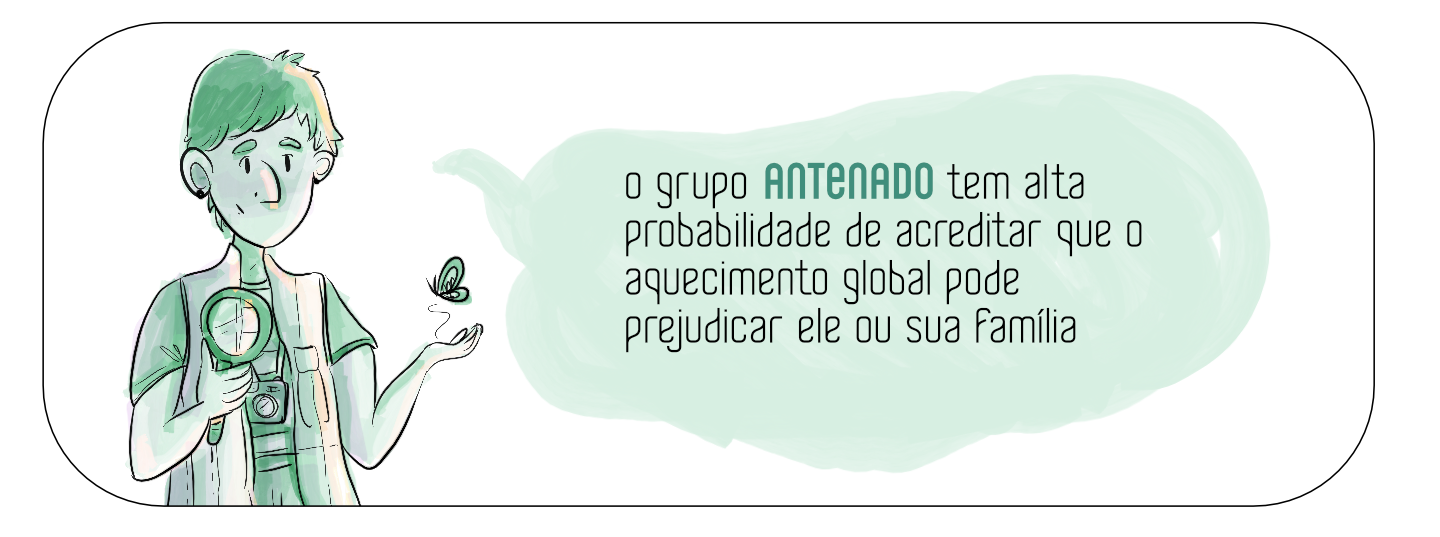 o grupo ANTENADO tem alta
probabilidade de acreditar que o
aquecimento global pode
prejudicar ele ou sua família